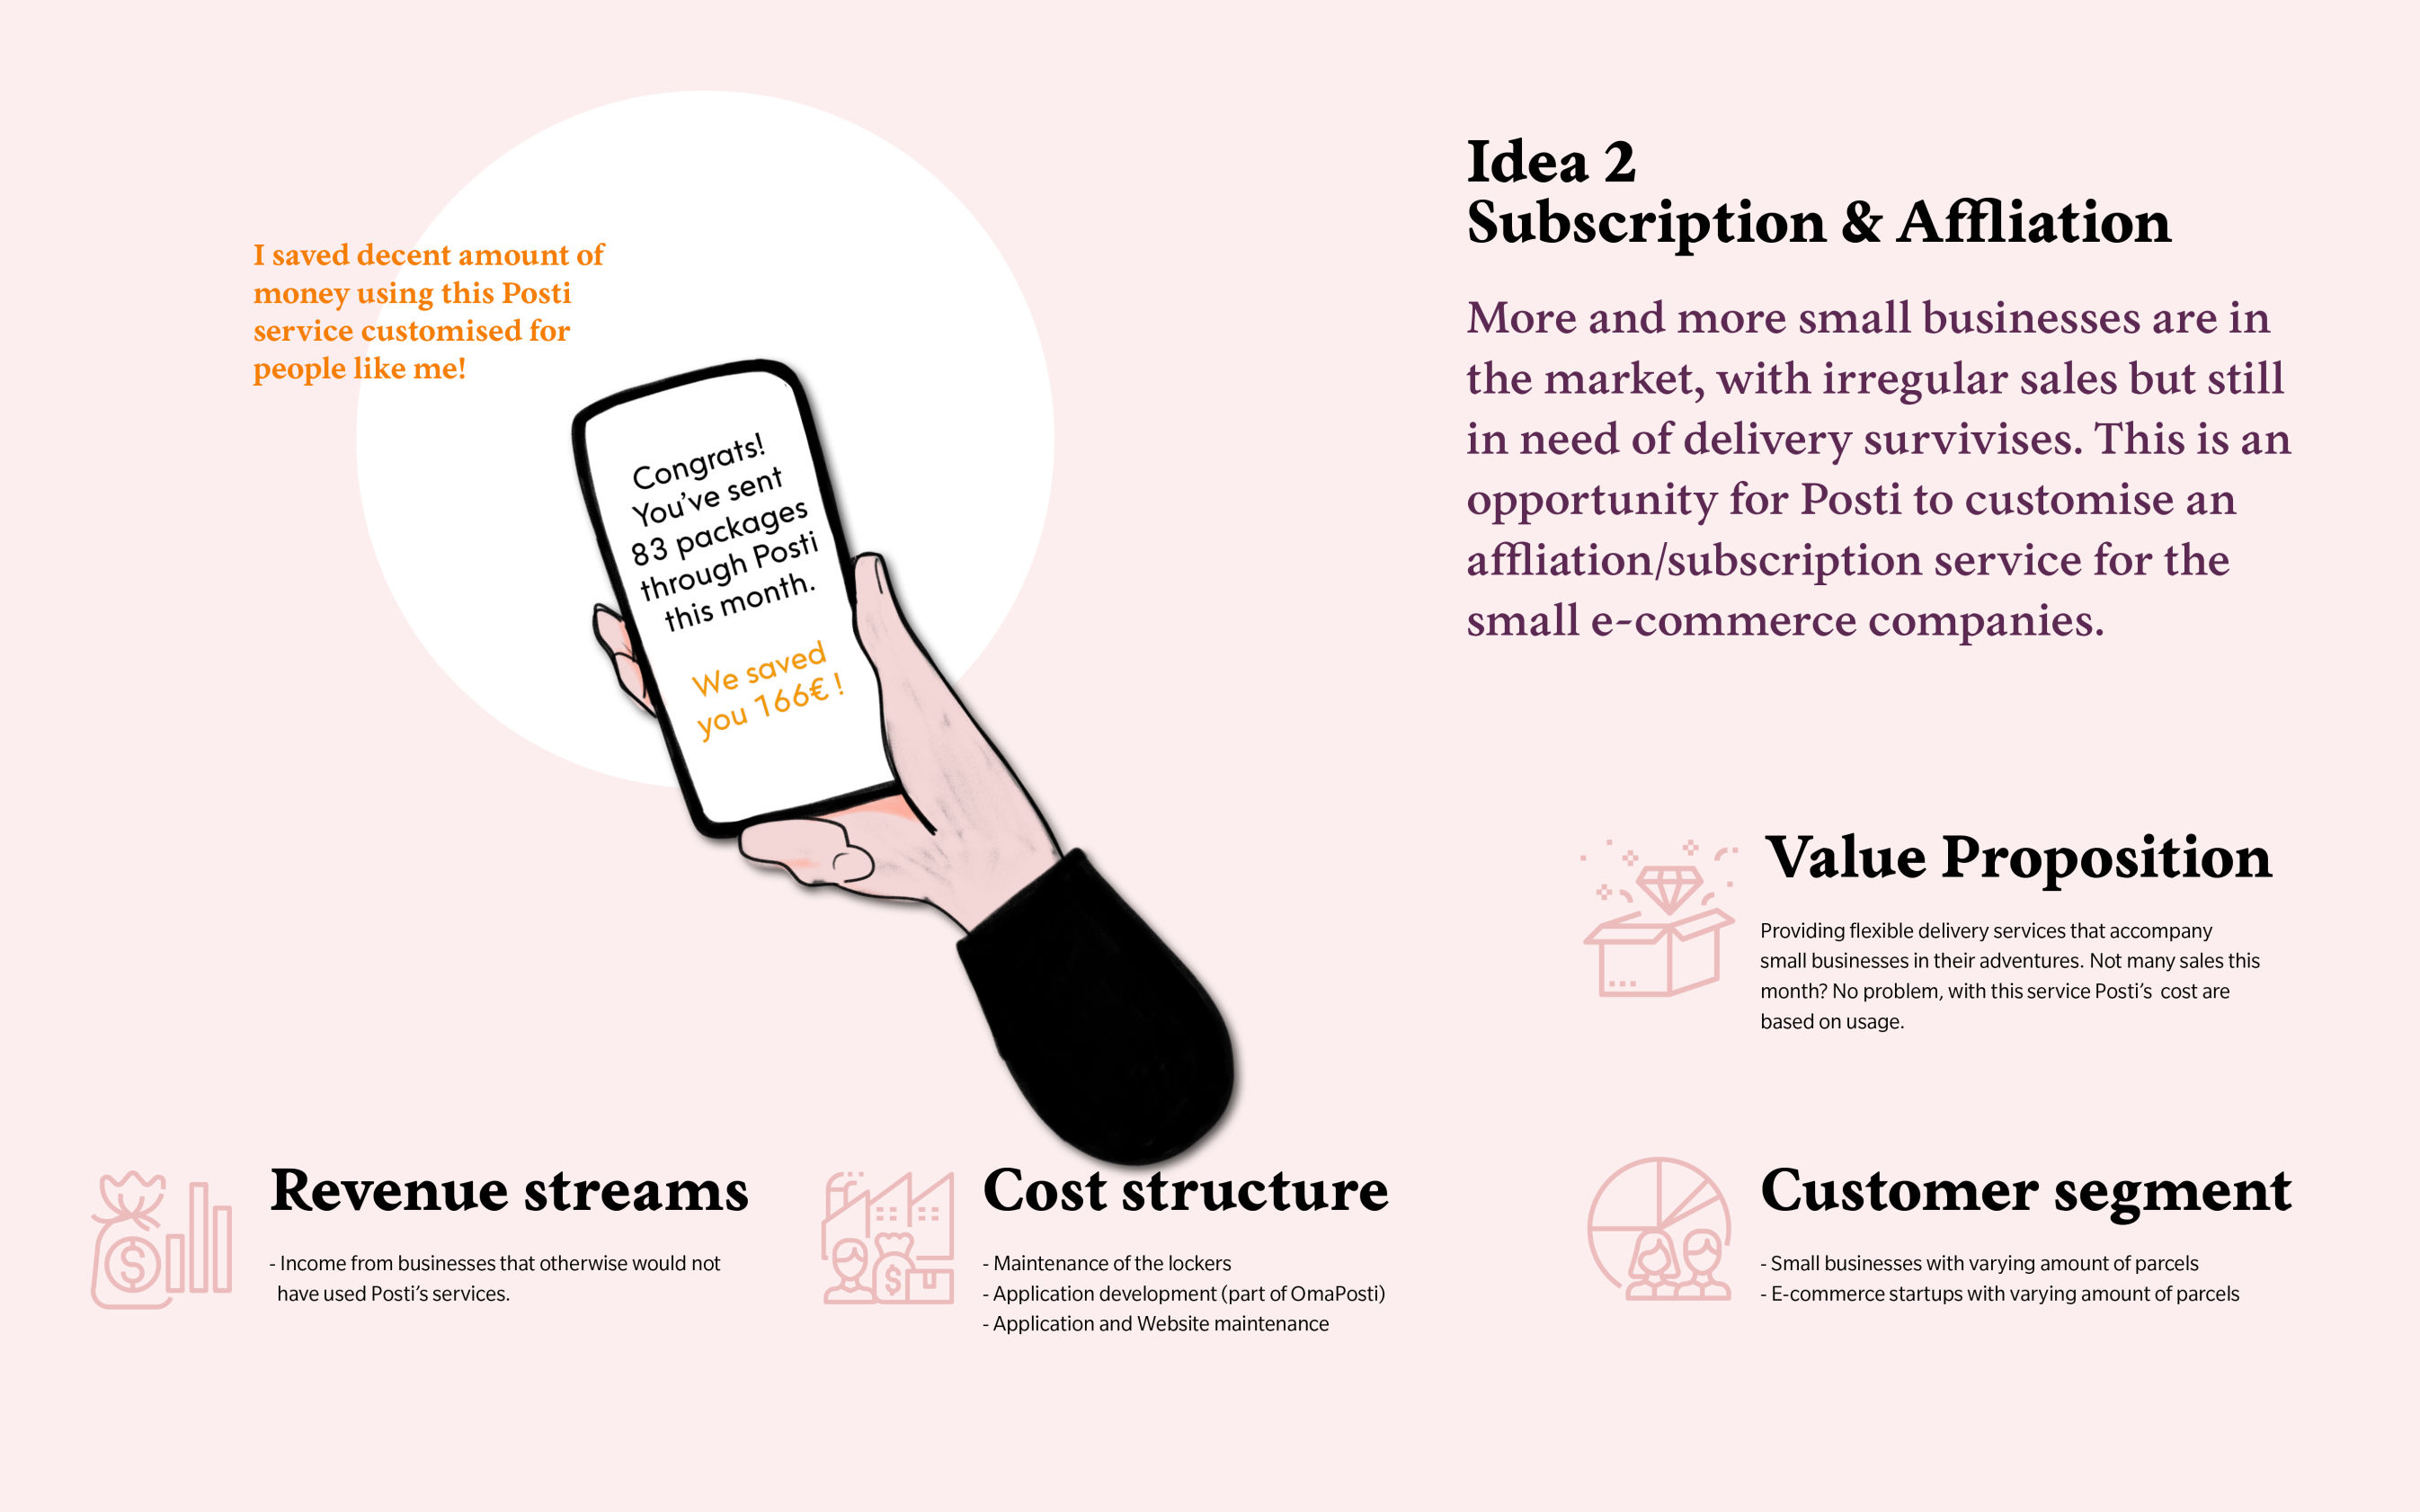 I saved decent amount of
money using this Posti
service customised for
people like me!
Congrats!
You’ve sent
83 packages
through Posti
this month.
We saved
you 166€ !
Idea 2
Subscription & Affliation
More and more small businesses are in
the market, with irregular sales but still
in need of delivery survivises. This is an
opportunity for Posti to customise an
affliation/subscription service for the
small e-commerce companies.
Value Proposition
Providing flexible delivery services that accompany
small businesses in their adventures. Not many sales this
month? No problem, with this service Posti’s  cost are
based on usage.
Revenue streams
- Income from businesses that otherwise would not
have used Posti’s services.
Cost structure
- Maintenance of the lockers
- Application development (part of OmaPosti)
- Application and Website maintenance
Customer segment
- Small businesses with varying amount of parcels
- E-commerce startups with varying amount of parcels